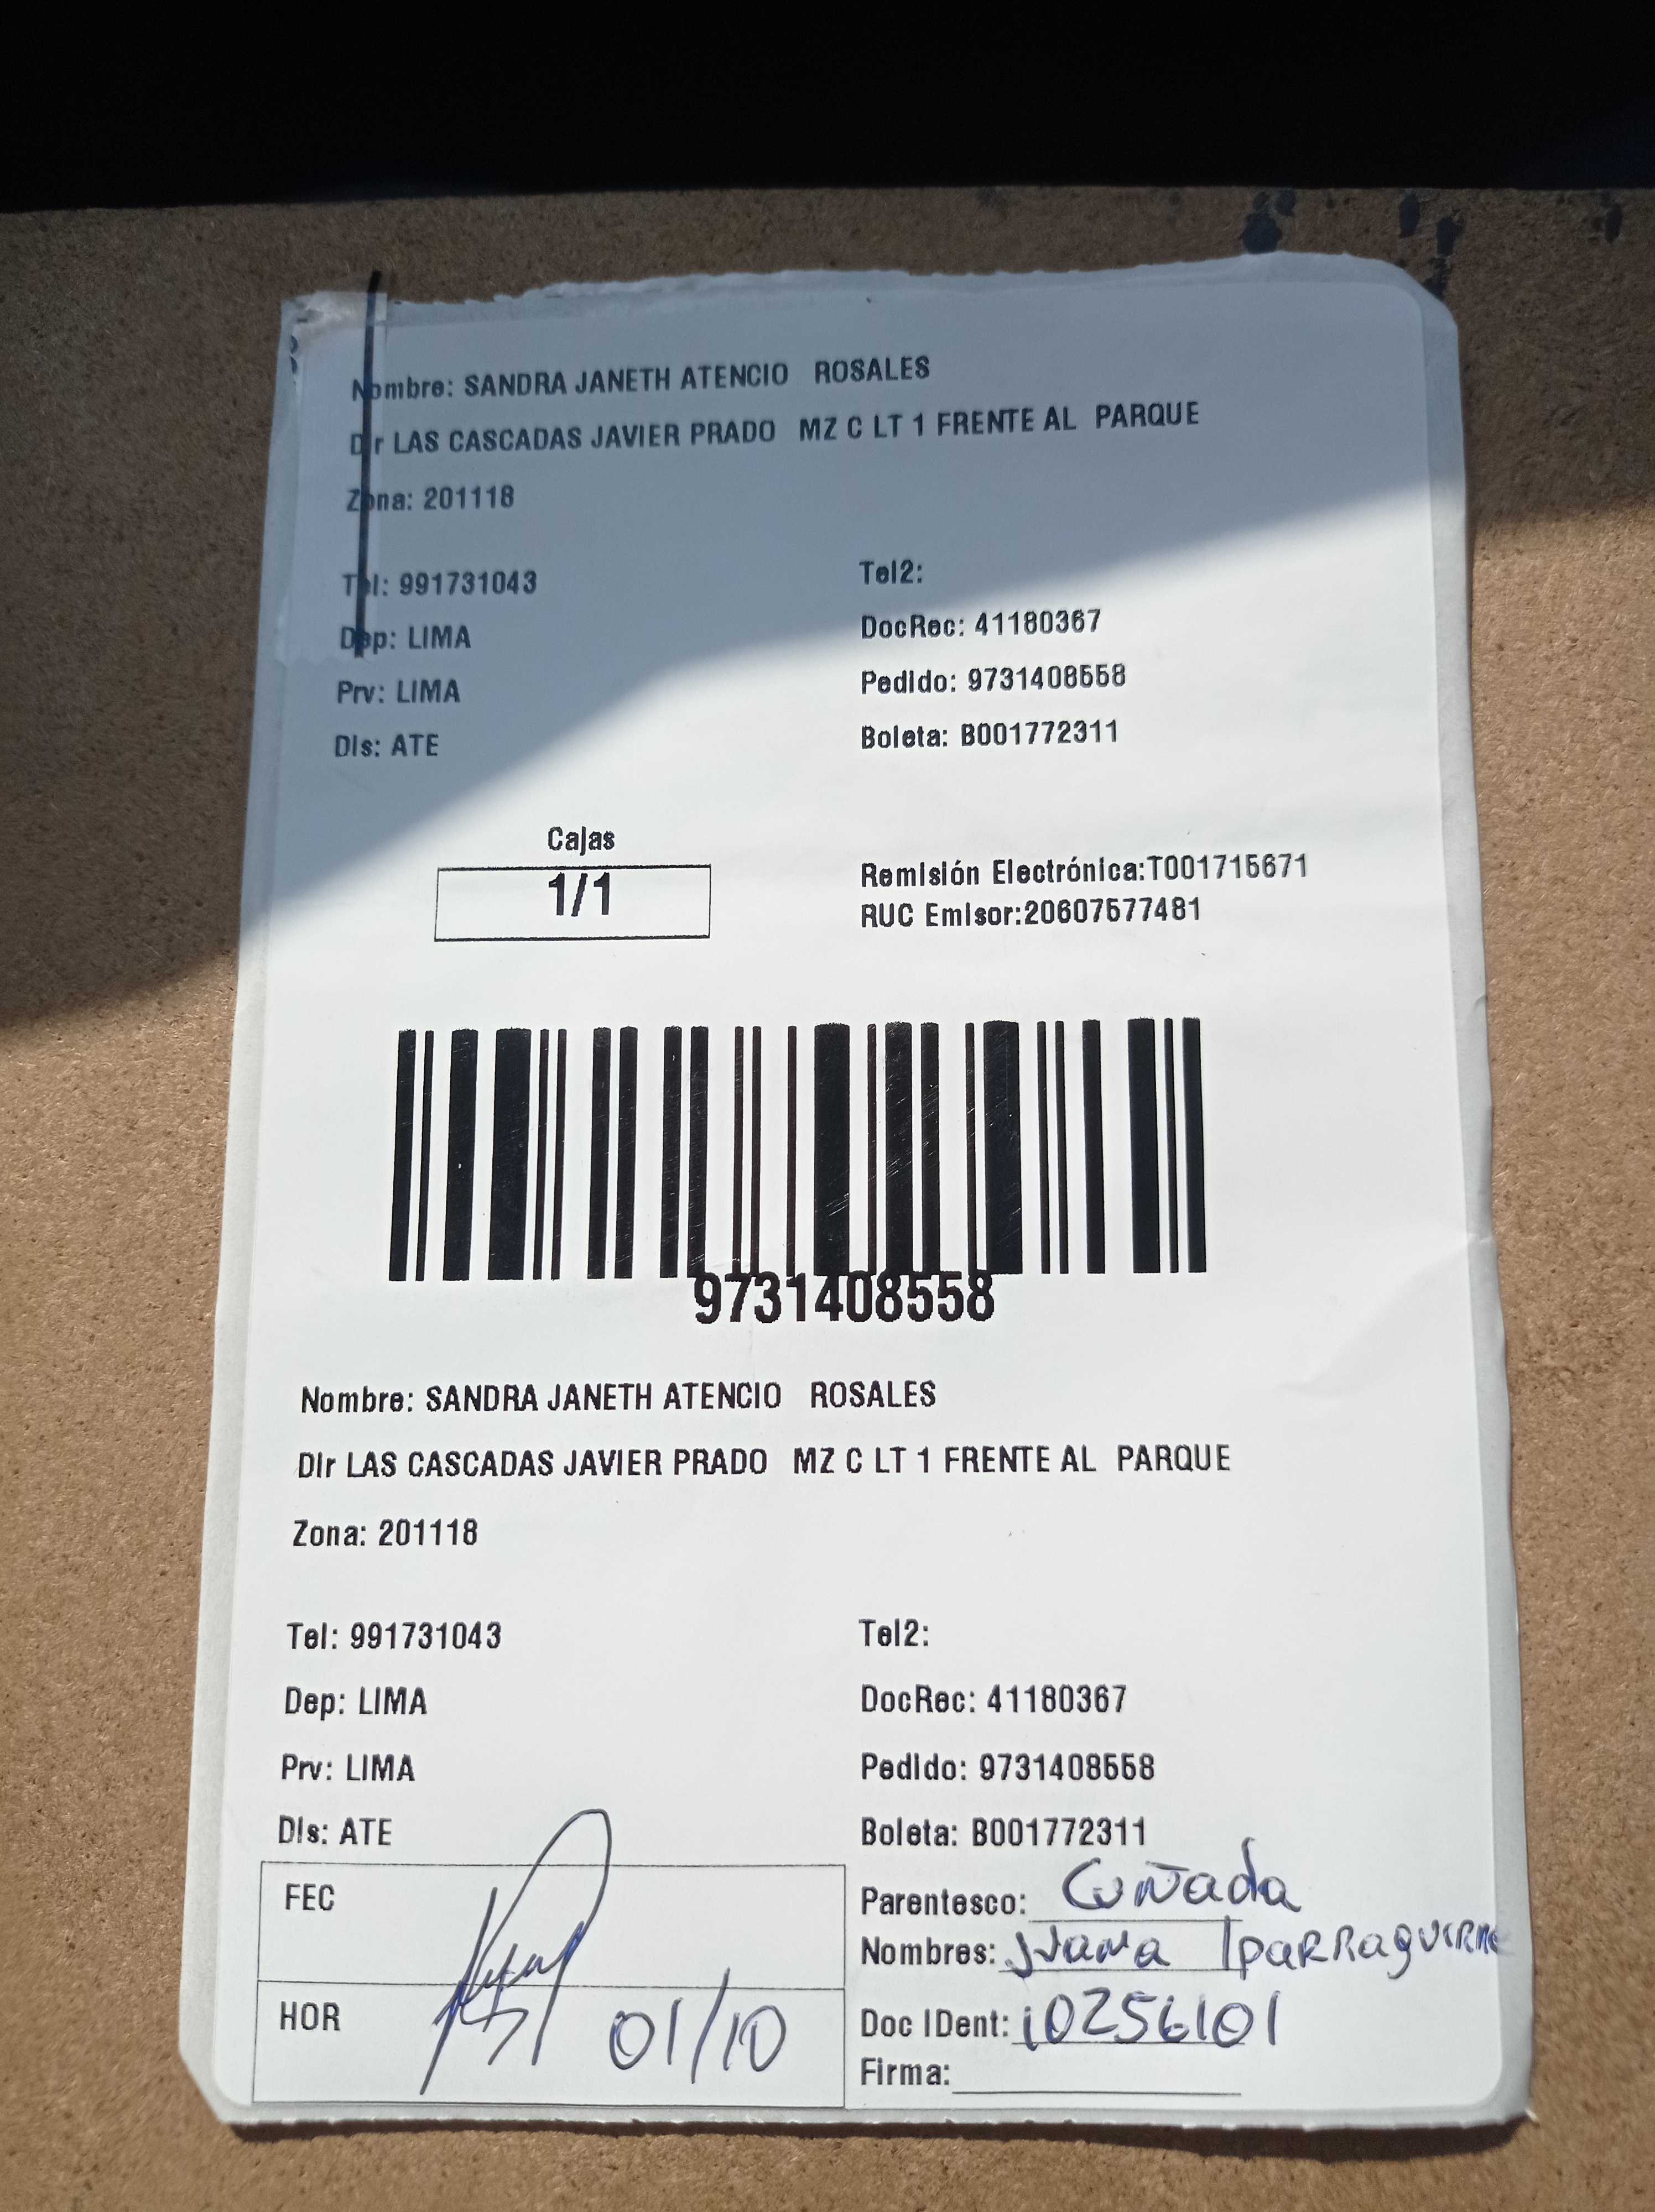 Nombre: SANDRA JANETH ATENCIO ROSALES
Dir LAS CASCADAS JAVIER PRADO MZ C LT 1 FRENTE AL PARQUE
Zona: 201118
Tel: 991731043 Tel2:
Dep: LIMA DocRec: 41180367
Prv: LIMA Pedido: 9731408558
Dis: ATE Boleta: B001772311
Cajas
1/1
Remisión Electrónica:T001715671
RUC Emisor:20607577481
9731408558
Nombre: SANDRA JANETH ATENCIO ROSALES
Dir LAS CASCADAS JAVIER PRADO MZ C LT 1 FRENTE AL PARQUE
Zona: 201118
Tel: 991731043 Tel2:
Dep: LIMA DocRec: 41180367
Prv: LIMA Pedido: 9731408558
Dis: ATE Boleta: B001772311
FEC
Parentesco: Cuñada
Nombres: Juana Iparraguirre
HOR 01/10
Doc IDent: 10256101
Firma: